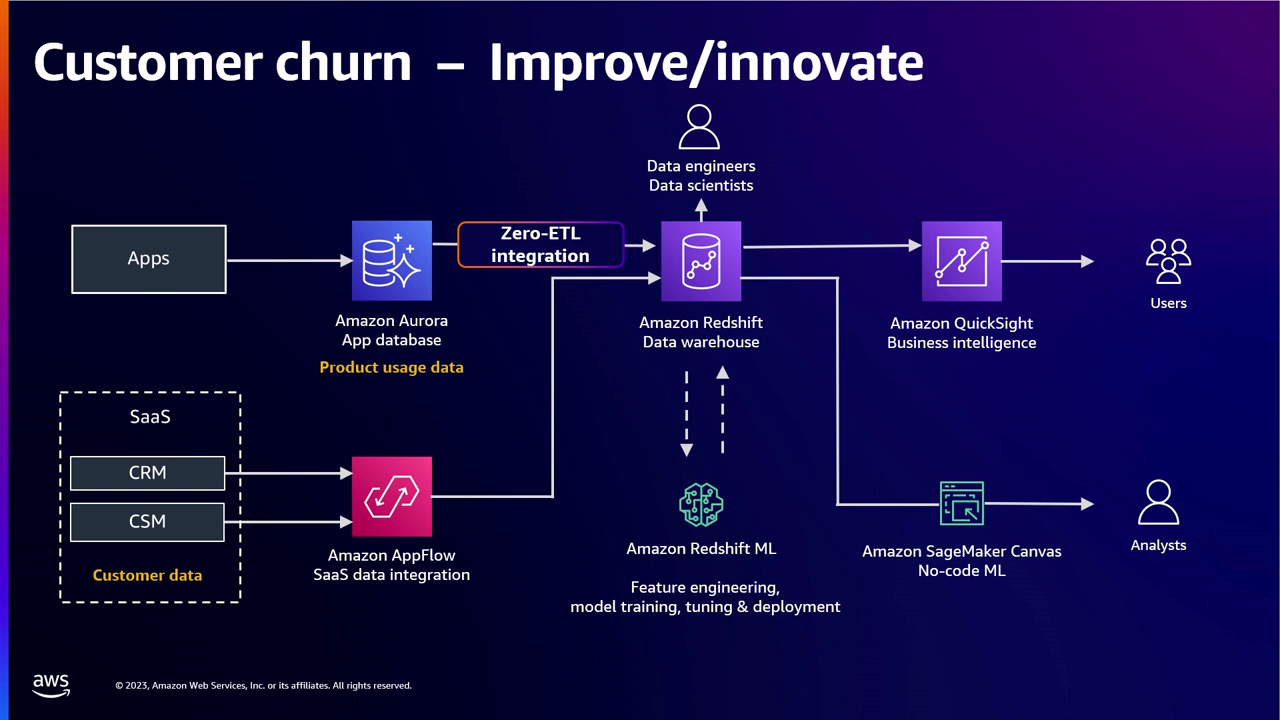 Customer churn – Improve/innovate
Data engineers
Data scientists
Apps
Zero-ETL
integration
Amazon Aurora
App database
Product usage data
Amazon Redshift
Data warehouse
Amazon QuickSight
Business intelligence
Users
SaaS
CRM
CSM
Customer data
Amazon AppFlow
SaaS data integration
Amazon Redshift ML
Feature engineering,
model training, tuning & deployment
Amazon SageMaker Canvas
No-code ML
Analysts
aws
© 2023, Amazon Web Services, Inc. or its affiliates. All rights reserved.